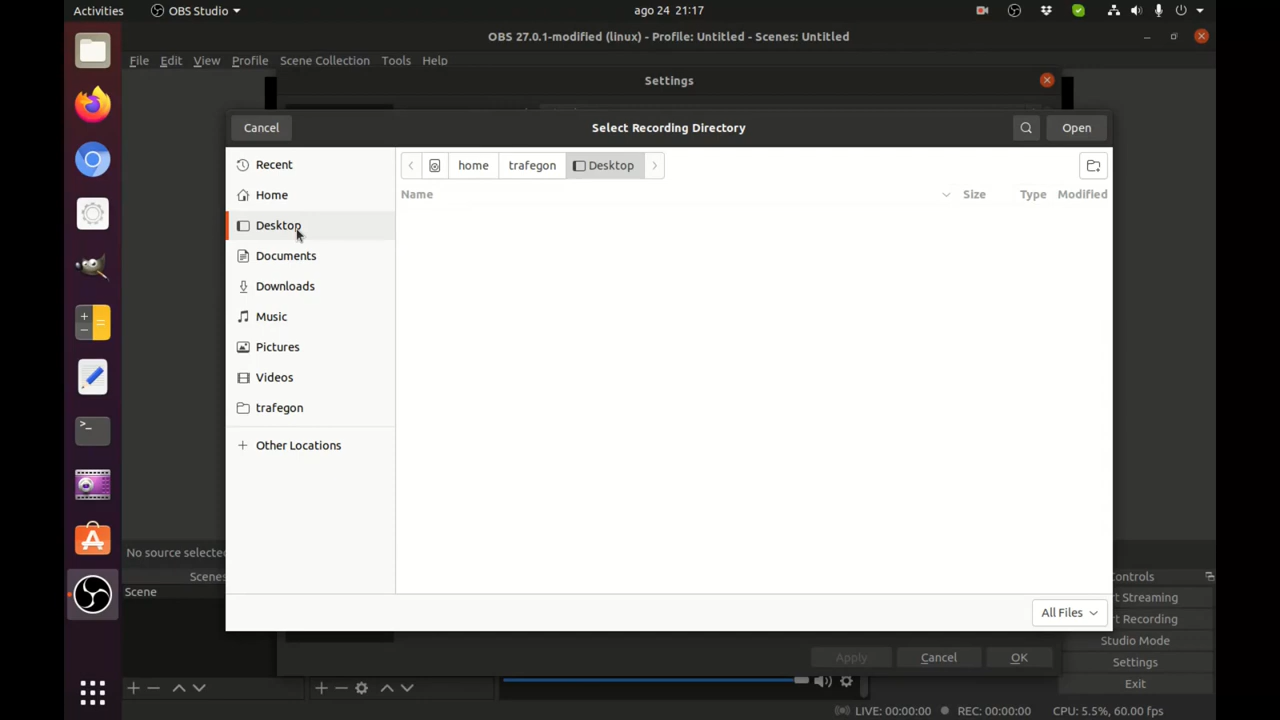 Activities OBS Studio ago 24 21:17
OBS 27.0.1-modified (linux) - Profile: Untitled - Scenes: Untitled
File Edit View Profile Scene Collection Tools Help
Settings
Cancel Select Recording Directory Open
Recent home trafegon Desktop
Name Size Type Modified
Home
Desktop
Documents
Downloads
Music
Pictures
Videos
trafegon
Other Locations
No source selected
Scenes
Scene
All Files
Controls
rt Streaming
rt Recording
Studio Mode
Settings
Exit
Apply Cancel OK
LIVE: 00:00:00 REC: 00:00:00 CPU: 5.5%, 60.00 fps